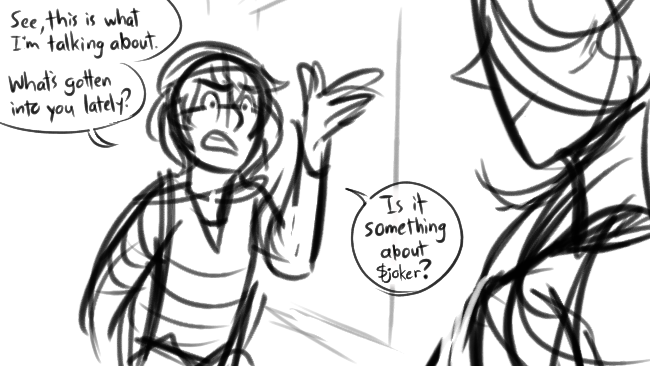 See, this is what
I'm talking about.
What's gotten
into you lately?
Is it
something
about
$joker?